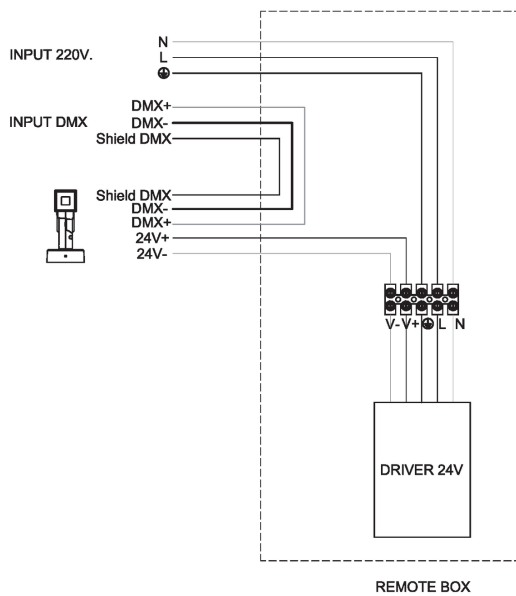 N
INPUT 220V.
L
DMX+
INPUT DMX
DMX-
Shield DMX
Shield DMX
DMX-
DMX+
24V+
24V-
V- V+ L N
DRIVER 24V
REMOTE BOX